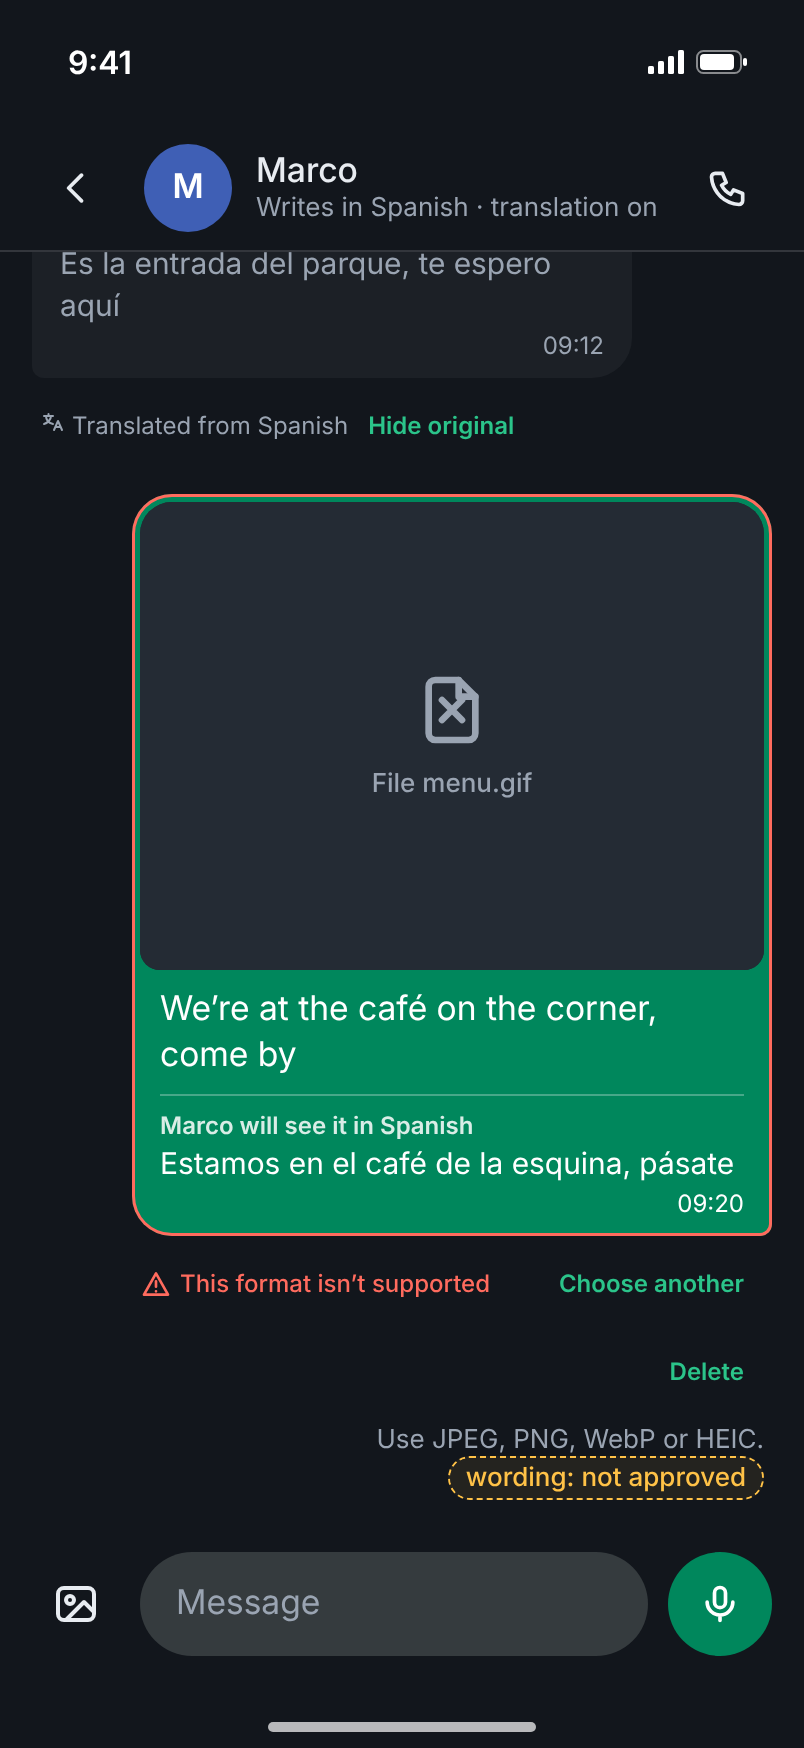 9:41
M
Marco
Writes in Spanish · translation on
Es la entrada del parque, te espero
aquí
09:12
Translated from Spanish Hide original
File menu.gif
We’re at the café on the corner,
come by
Marco will see it in Spanish
Estamos en el café de la esquina, pásate
09:20
This format isn’t supported Choose another
Delete
Use JPEG, PNG, WebP or HEIC.
wording: not approved
Message